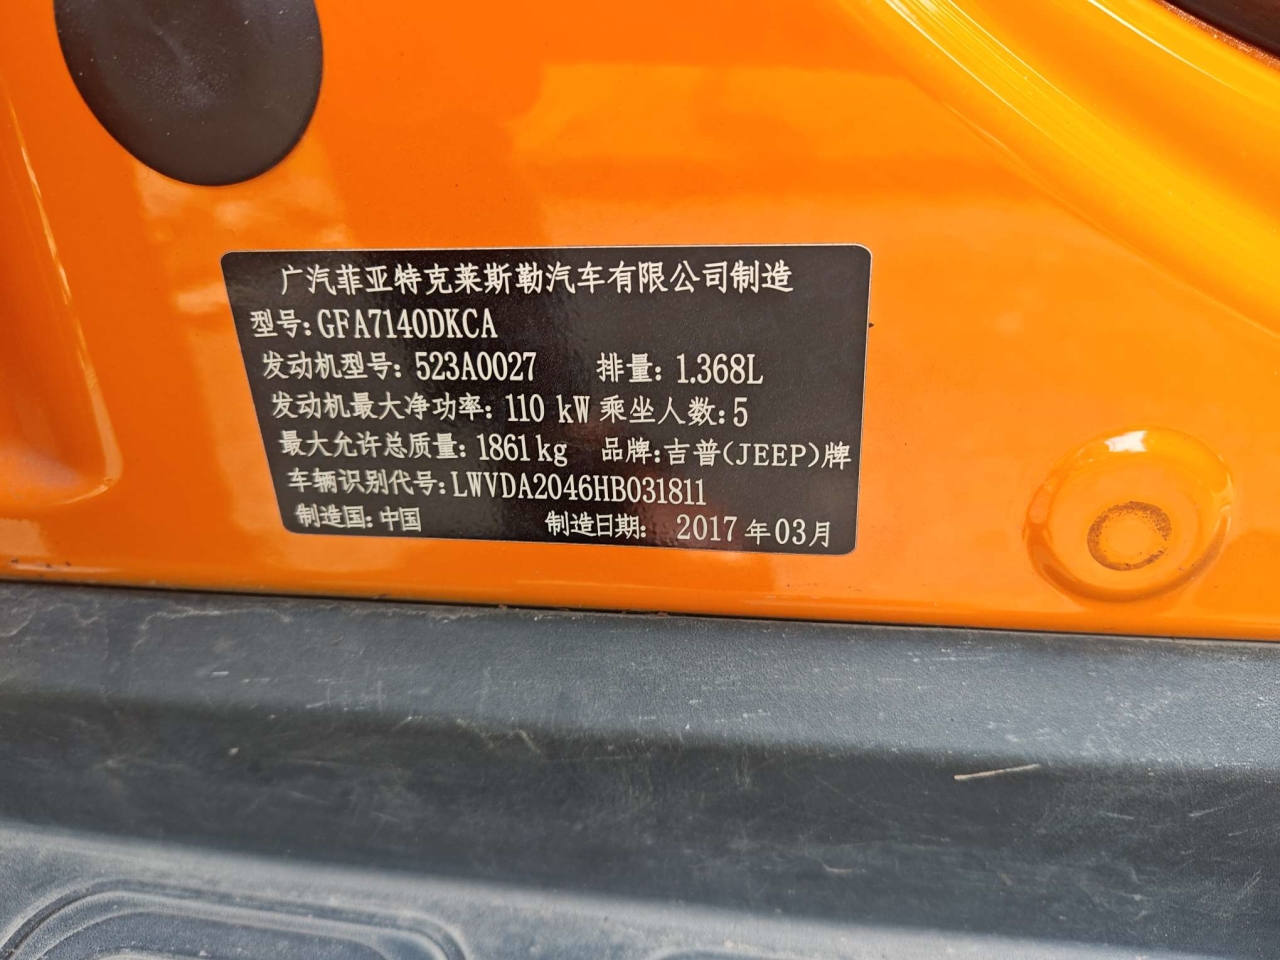 广汽菲亚特克莱斯勒汽车有限公司制造
型号:GFA7140DKCA
发动机型号: 523A0027 排量: 1.368L
发动机最大净功率: 110 kW 乘坐人数:5
最大允许总质量: 1861kg 品牌:吉普(JEEP)牌
车辆识别代号:LWVDA2046HB031811
制造国:中国 制造日期: 2017年03月